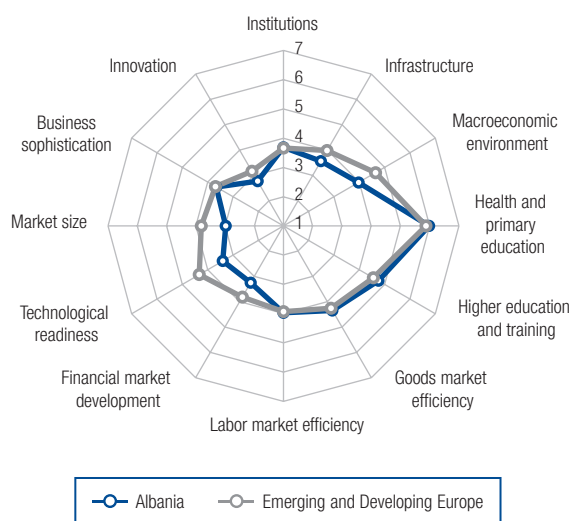 Institutions
7
6
5
4
3
2
1
Infrastructure
Macroeconomic
environment
Health and
primary
education
Higher education
and training
Goods market
efficiency
Labor market efficiency
Financial market
development
Technological
readiness
Market size
Business
sophistication
Innovation
Albania
Emerging and Developing Europe